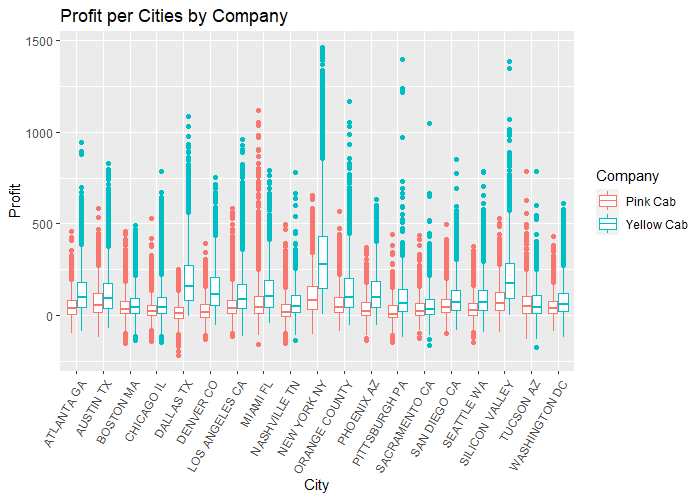 Profit per Cities by Company
1500
1000
500
0
Profit
ATLANTA GA
AUSTIN TX
BOSTON MA
CHICAGO IL
DALLAS TX
DENVER CO
LOS ANGELES CA
MIAMI FL
NASHVILLE TN
NEW YORK NY
ORANGE COUNTY
PHOENIX AZ
PITTSBURGH PA
SACRAMENTO CA
SAN DIEGO CA
SEATTLE WA
SILICON VALLEY
TUCSON AZ
WASHINGTON DC
City
Company
Pink Cab
Yellow Cab